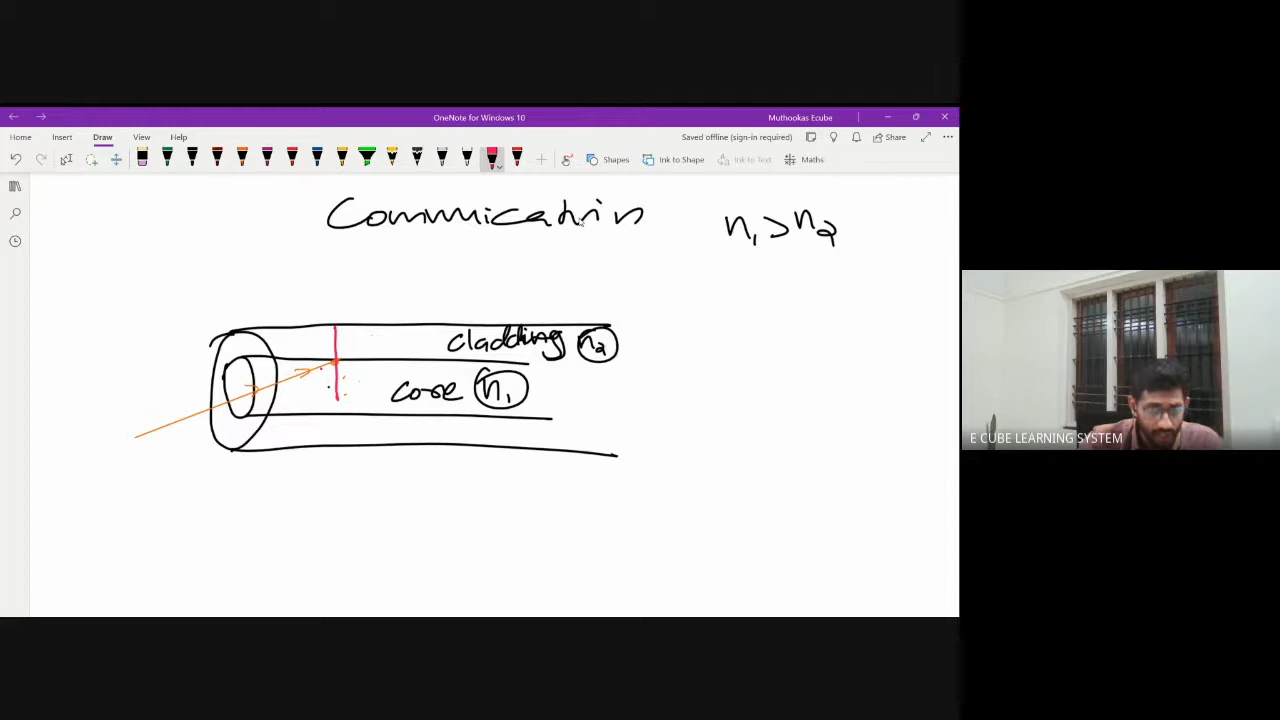 OneNote for Windows 10
Muthookas Ecube
Home Insert Draw View Help
Saved offline (sign-in required)
Share
Shapes
Ink to Shape
Ink to Text
Maths
Communication
n₁>n₂
cladding n₂
core n₁
E CUBE LEARNING SYSTEM